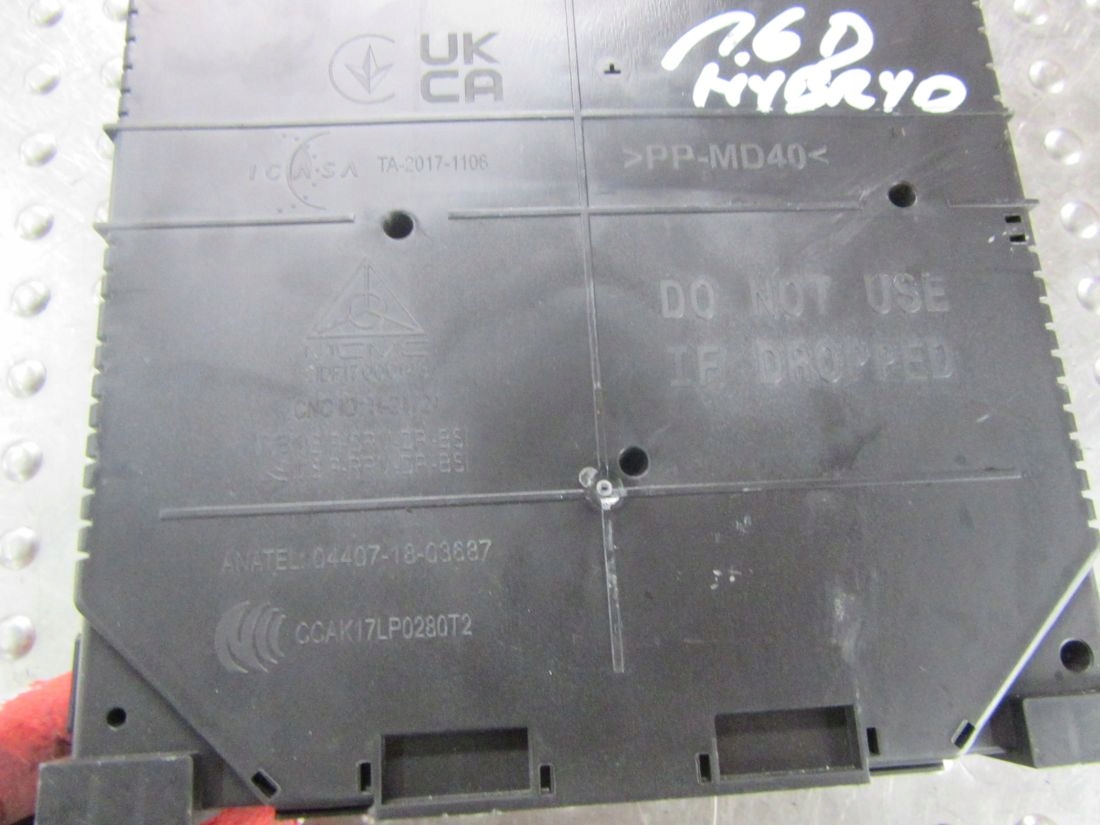 UK
CA
1.6D
HYBRYD
ICASA TA-2017-1106
>PP-MD40<
DO NOT USE
IF DROPPED
ANATEL: 04407-18-03687
CCAK17LP0280T2